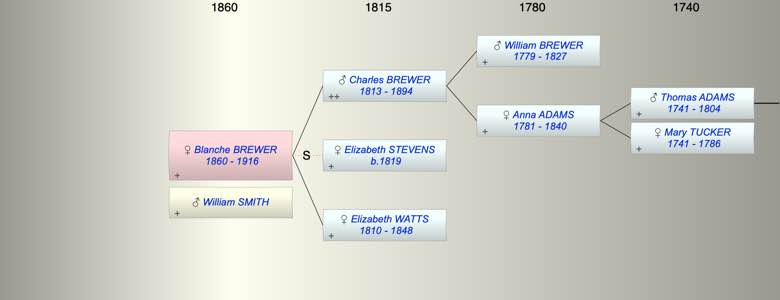 1860 1815 1780 1740
♂ William BREWER
1779 - 1827
+
♂ Charles BREWER
1813 - 1894
++
♂ Thomas ADAMS
1741 - 1804
+
♀ Anna ADAMS
1781 - 1840
+
♀ Mary TUCKER
1741 - 1786
+
♀ Blanche BREWER
1860 - 1916
+
S
♀ Elizabeth STEVENS
b.1819
+
♂ William SMITH
+
♀ Elizabeth WATTS
1810 - 1848
+